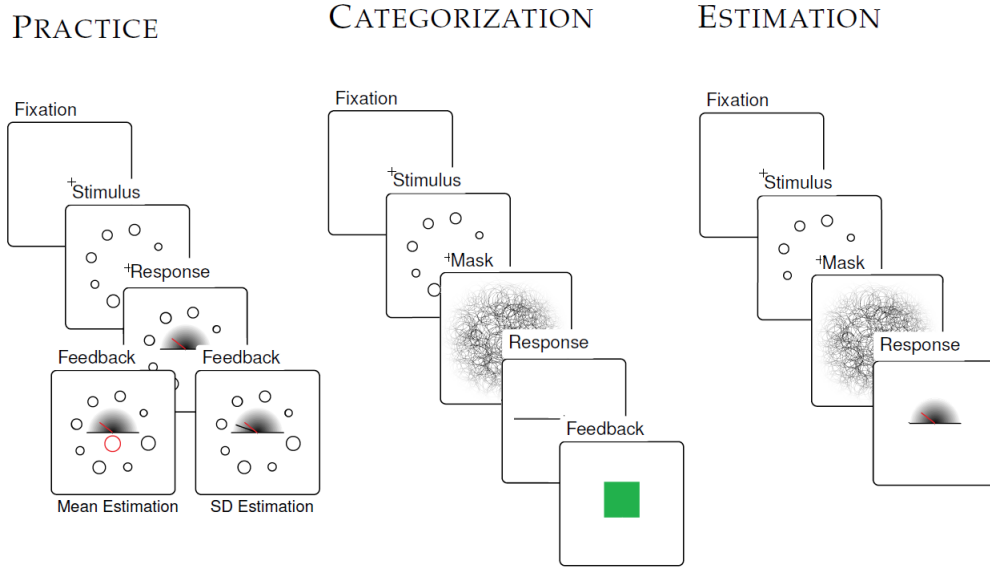 PRACTICE
Fixation
Stimulus
Response
Feedback
Feedback
Mean Estimation
SD Estimation
CATEGORIZATION
Fixation
Stimulus
Mask
Response
Feedback
ESTIMATION
Fixation
Stimulus
Mask
Response